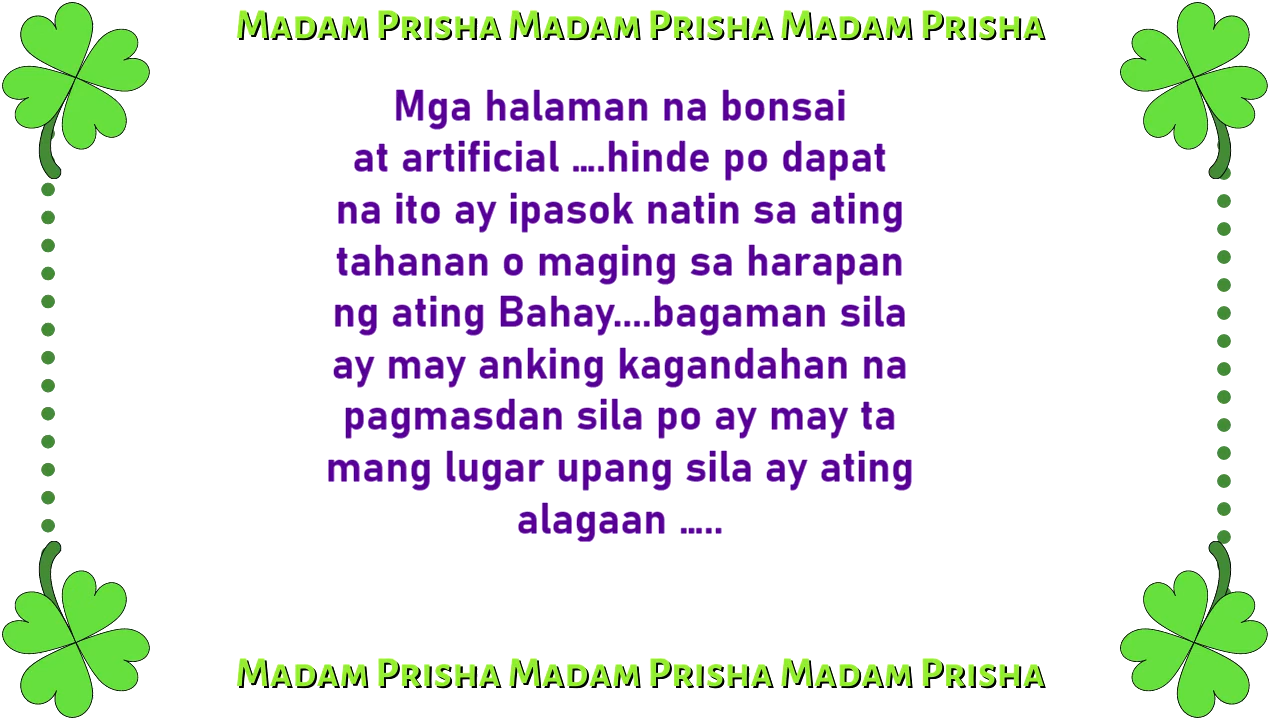 MADAM PRISHA MADAM PRISHA MADAM PRISHA
Mga halaman na bonsai
at artificial ....hinde po dapat
na ito ay ipasok natin sa ating
tahanan o maging sa harapan
ng ating Bahay....bagaman sila
ay may anking kagandahan na
pagmasdan sila po ay may ta
mang lugar upang sila ay ating
alagaan .....
MADAM PRISHA MADAM PRISHA MADAM PRISHA